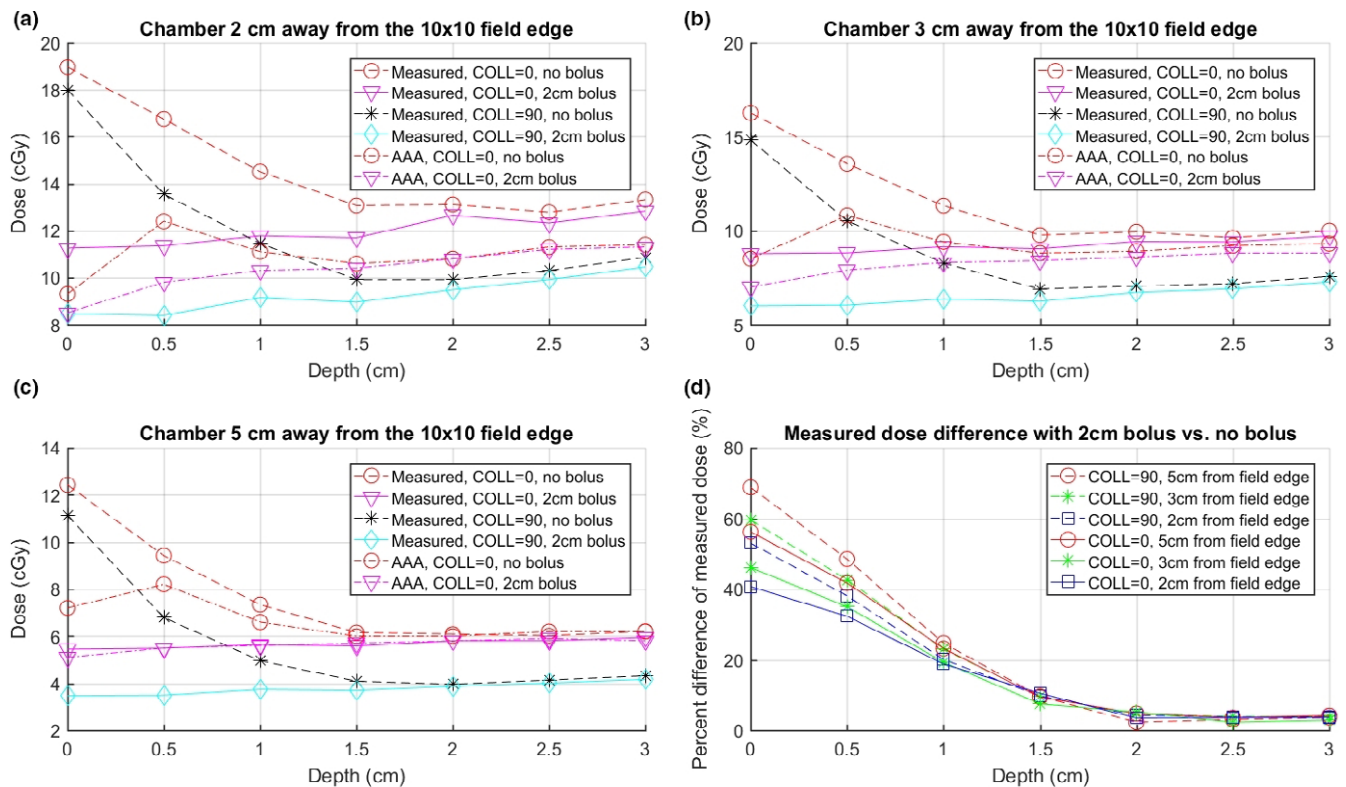 (a)
Chamber 2 cm away from the 10x10 field edge
Dose (cGy)
20
18
16
14
12
10
8
Measured, COLL=0, no bolus
Measured, COLL=0, 2cm bolus
Measured, COLL=90, no bolus
Measured, COLL=90, 2cm bolus
AAA, COLL=0, no bolus
AAA, COLL=0, 2cm bolus
0 0.5 1 1.5 2 2.5 3
Depth (cm)
(b)
Chamber 3 cm away from the 10x10 field edge
Dose (cGy)
20
15
10
5
Measured, COLL=0, no bolus
Measured, COLL=0, 2cm bolus
Measured, COLL=90, no bolus
Measured, COLL=90, 2cm bolus
AAA, COLL=0, no bolus
AAA, COLL=0, 2cm bolus
0 0.5 1 1.5 2 2.5 3
Depth (cm)
(c)
Chamber 5 cm away from the 10x10 field edge
Dose (cGy)
14
12
10
8
6
4
2
Measured, COLL=0, no bolus
Measured, COLL=0, 2cm bolus
Measured, COLL=90, no bolus
Measured, COLL=90, 2cm bolus
AAA, COLL=0, no bolus
AAA, COLL=0, 2cm bolus
0 0.5 1 1.5 2 2.5 3
Depth (cm)
(d)
Measured dose difference with 2cm bolus vs. no bolus
Percent difference of measured dose (%)
80
60
40
20
0
COLL=90, 5cm from field edge
COLL=90, 3cm from field edge
COLL=90, 2cm from field edge
COLL=0, 5cm from field edge
COLL=0, 3cm from field edge
COLL=0, 2cm from field edge
0 0.5 1 1.5 2 2.5 3
Depth (cm)